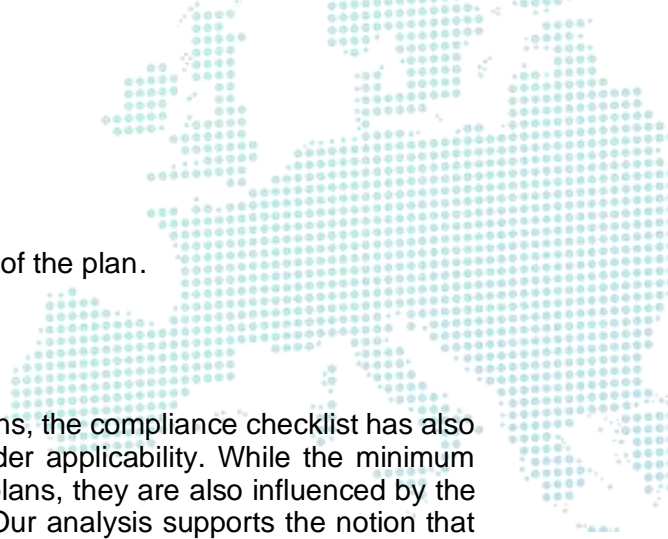 of the plan.
ns, the compliance checklist has also
der applicability. While the minimum
plans, they are also influenced by the
Our analysis supports the notion that